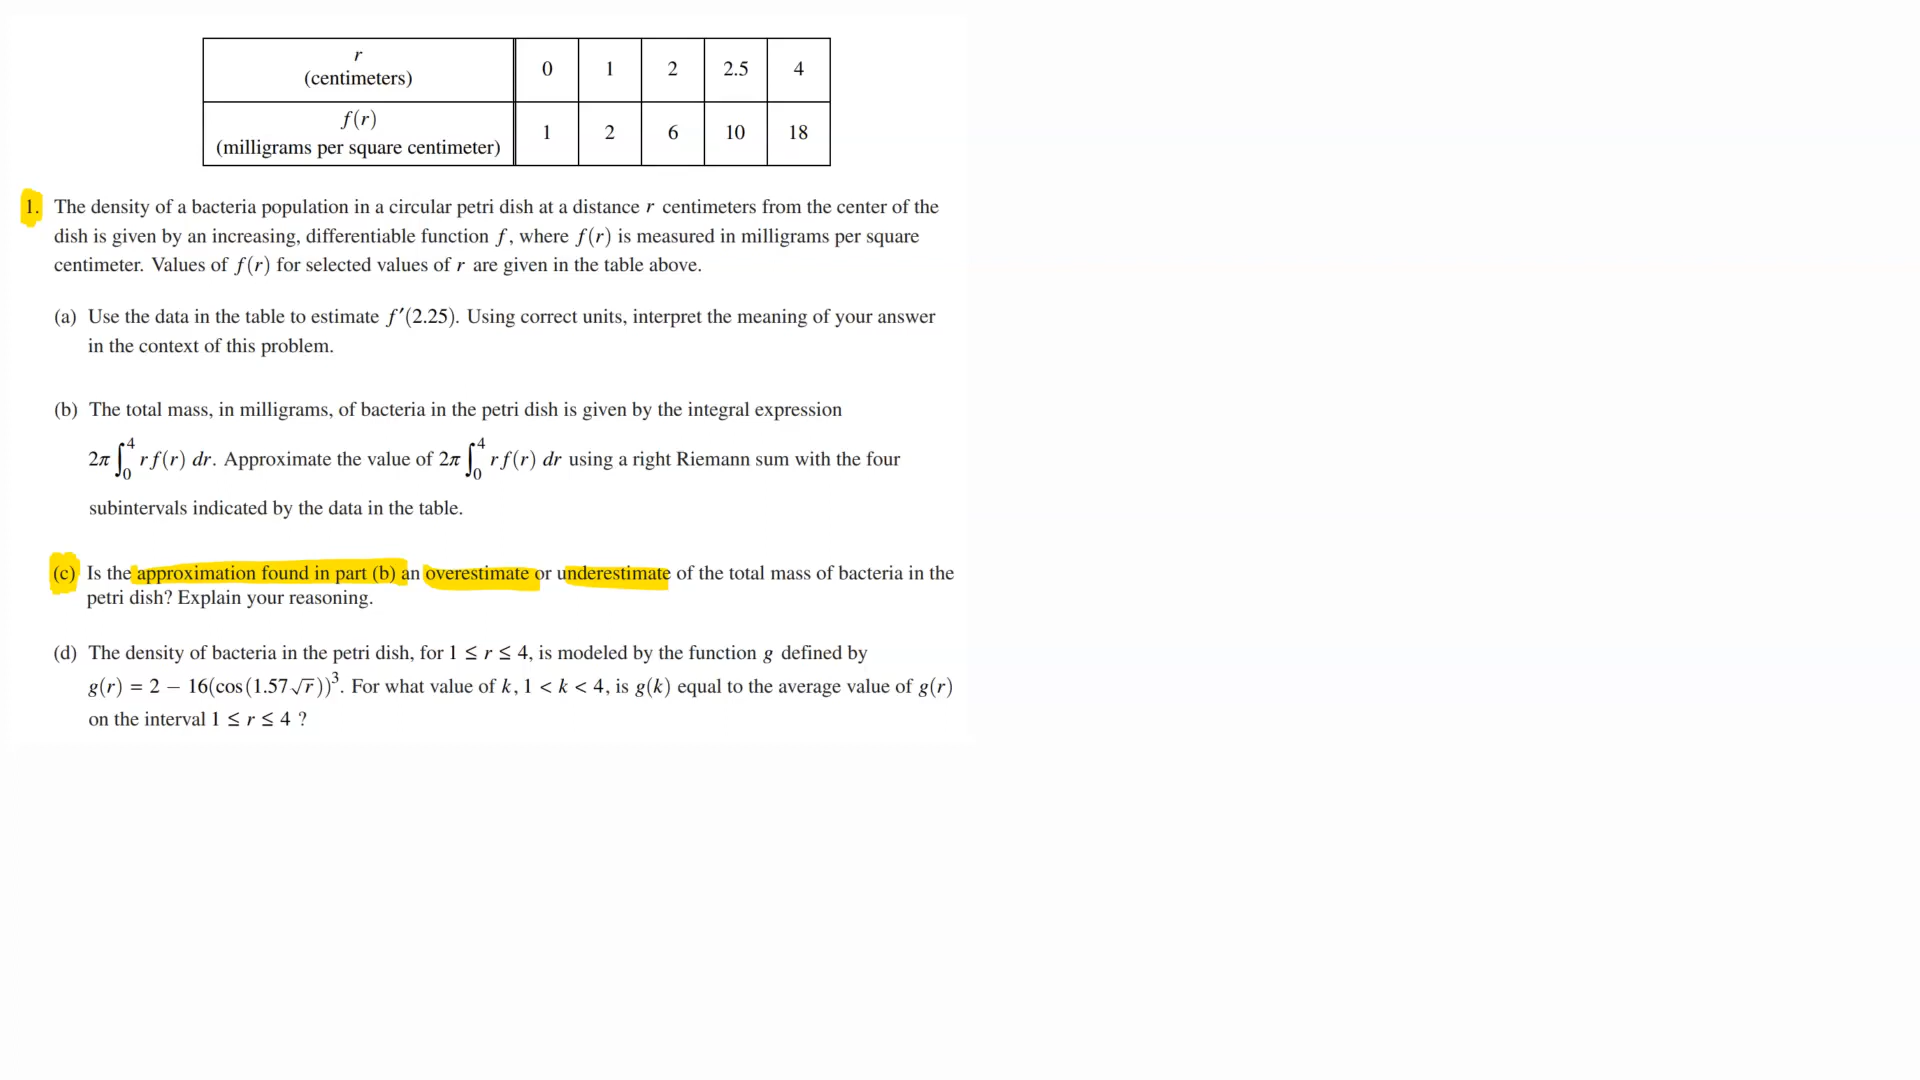 r
(centimeters) 0 1 2 2.5 4
f(r)
(milligrams per square centimeter) 1 2 6 10 18
1. The density of a bacteria population in a circular petri dish at a distance r centimeters from the center of the
dish is given by an increasing, differentiable function f, where f(r) is measured in milligrams per square
centimeter. Values of f(r) for selected values of r are given in the table above.
(a) Use the data in the table to estimate f′(2.25). Using correct units, interpret the meaning of your answer
in the context of this problem.
(b) The total mass, in milligrams, of bacteria in the petri dish is given by the integral expression
2π ∫₀⁴ r f(r) dr. Approximate the value of 2π ∫₀⁴ r f(r) dr using a right Riemann sum with the four
subintervals indicated by the data in the table.
(c) Is the approximation found in part (b) an overestimate or underestimate of the total mass of bacteria in the
petri dish? Explain your reasoning.
(d) The density of bacteria in the petri dish, for 1 ≤ r ≤ 4, is modeled by the function g defined by
g(r) = 2 − 16(cos(1.57√r))³. For what value of k, 1 < k < 4, is g(k) equal to the average value of g(r)
on the interval 1 ≤ r ≤ 4 ?